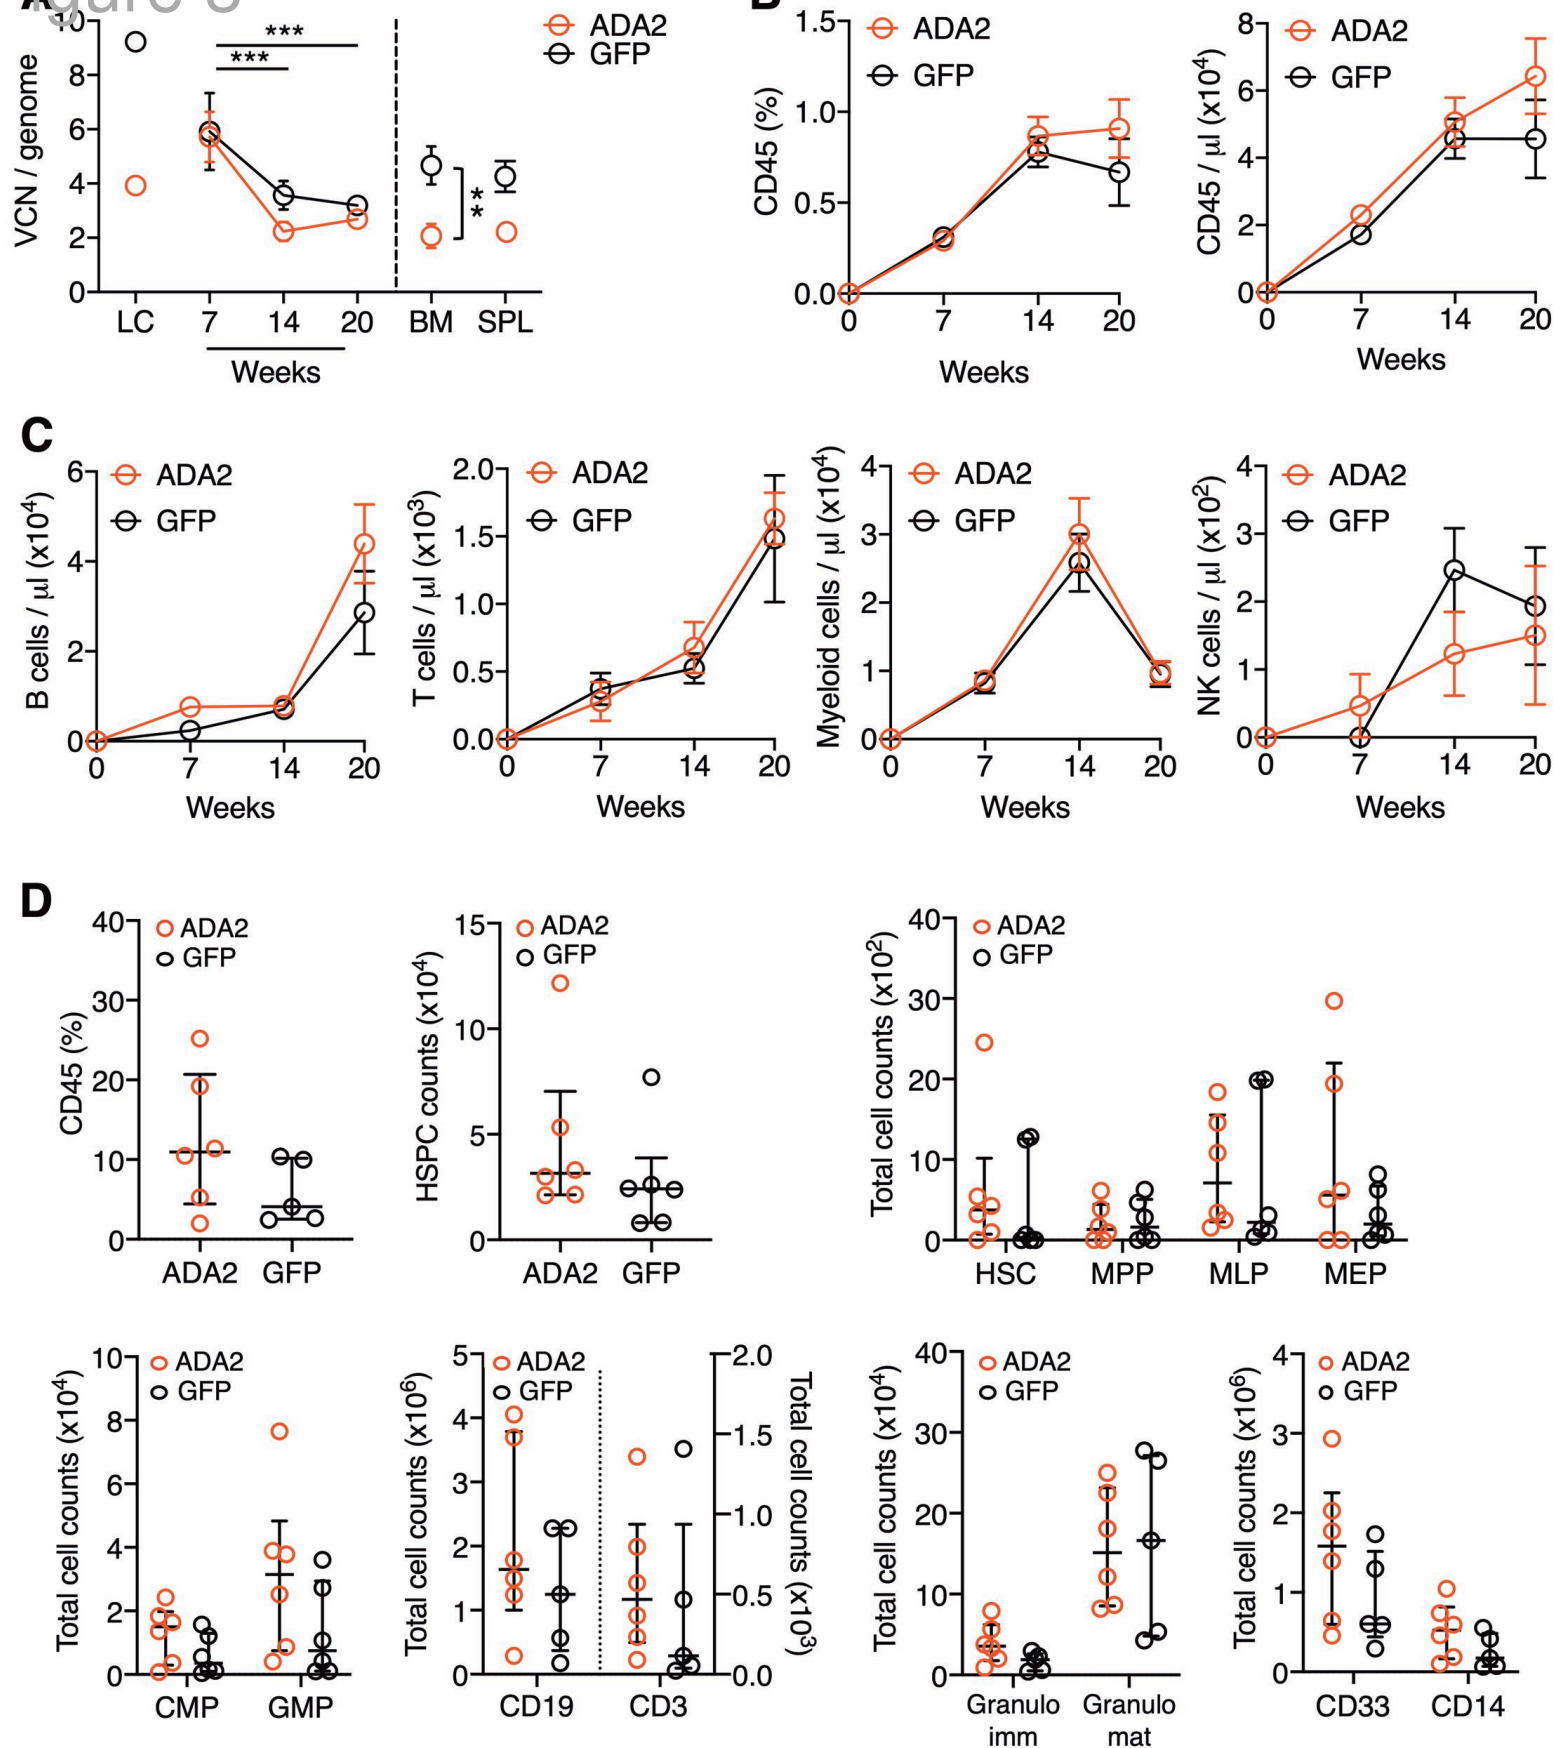 igure 3
A
10
8
6
4
2
0
VCN / genome
***
***
**
ADA2
GFP
LC 7 14 20 BM SPL
Weeks
B
1.5
1.0
0.5
0.0
CD45 (%)
ADA2
GFP
0 7 14 20
Weeks
8
6
4
2
0
CD45 / μl (x10⁴)
ADA2
GFP
0 7 14 20
Weeks
C
6
4
2
0
B cells / μl (x10⁴)
ADA2
GFP
0 7 14 20
Weeks
2.0
1.5
1.0
0.5
0.0
T cells / μl (x10³)
ADA2
GFP
0 7 14 20
Weeks
4
3
2
1
0
Myeloid cells / μl (x10⁴)
ADA2
GFP
0 7 14 20
Weeks
4
3
2
1
0
NK cells / μl (x10²)
ADA2
GFP
0 7 14 20
Weeks
D
40
30
20
10
0
CD45 (%)
ADA2
GFP
ADA2 GFP
15
10
5
0
HSPC counts (x10⁴)
ADA2
GFP
ADA2 GFP
40
30
20
10
0
Total cell counts (x10²)
ADA2
GFP
HSC MPP MLP MEP
10
8
6
4
2
0
Total cell counts (x10⁴)
ADA2
GFP
CMP GMP
5
4
3
2
1
0
Total cell counts (x10⁶)
ADA2
GFP
2.0
1.5
1.0
0.5
0.0
Total cell counts (x10³)
CD19 CD3
40
30
20
10
0
Total cell counts (x10⁴)
ADA2
GFP
Granulo Granulo
imm mat
4
3
2
1
0
Total cell counts (x10⁶)
ADA2
GFP
CD33 CD14